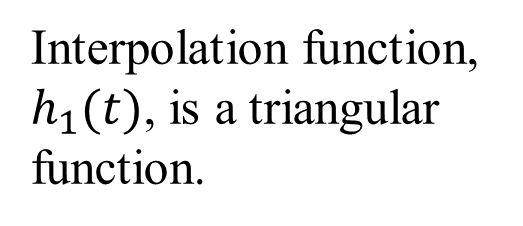 Interpolation function,
ℎ₁(𝑡), is a triangular
function.